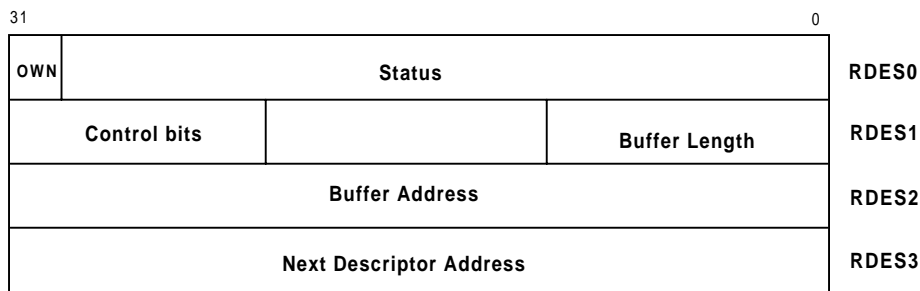 31 0
OWN Status RDES0
Control bits Buffer Length RDES1
Buffer Address RDES2
Next Descriptor Address RDES3